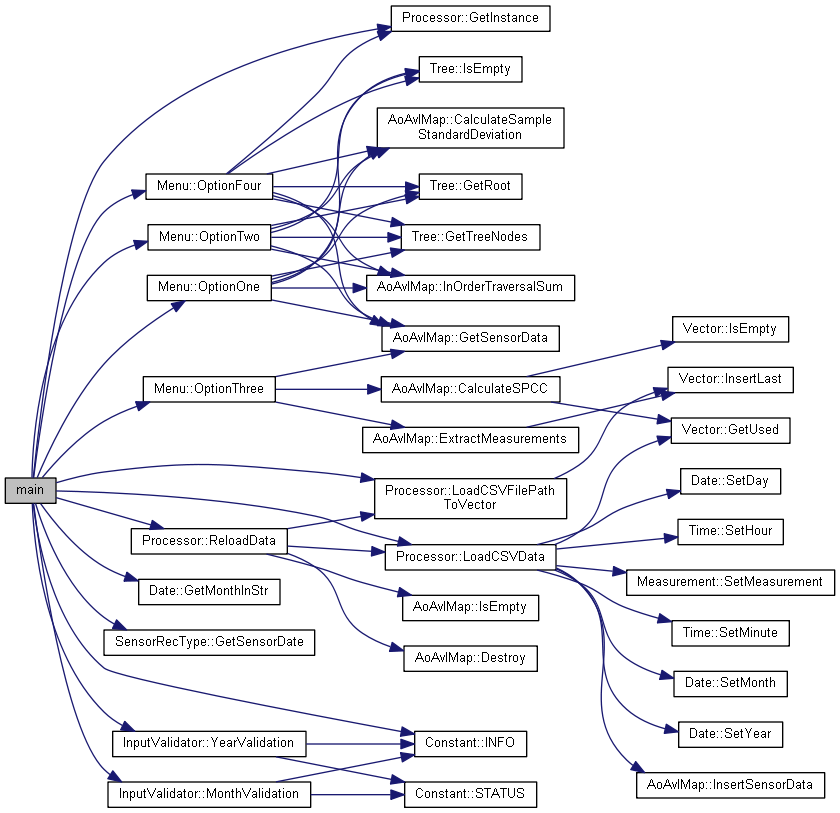 Processor::GetInstance
Tree::IsEmpty
AoAvlMap::CalculateSample
StandardDeviation
Menu::OptionFour
Tree::GetRoot
Menu::OptionTwo
Tree::GetTreeNodes
Menu::OptionOne
AoAvlMap::InOrderTraversalSum
AoAvlMap::GetSensorData
Vector::IsEmpty
Menu::OptionThree
AoAvlMap::CalculateSPCC
Vector::InsertLast
AoAvlMap::ExtractMeasurements
Vector::GetUsed
main
Processor::LoadCSVFilePath
ToVector
Date::SetDay
Processor::ReloadData
Processor::LoadCSVData
Time::SetHour
Date::GetMonthInStr
AoAvlMap::IsEmpty
Measurement::SetMeasurement
SensorRecType::GetSensorDate
AoAvlMap::Destroy
Time::SetMinute
Date::SetMonth
InputValidator::YearValidation
Constant::INFO
Date::SetYear
InputValidator::MonthValidation
Constant::STATUS
AoAvlMap::InsertSensorData